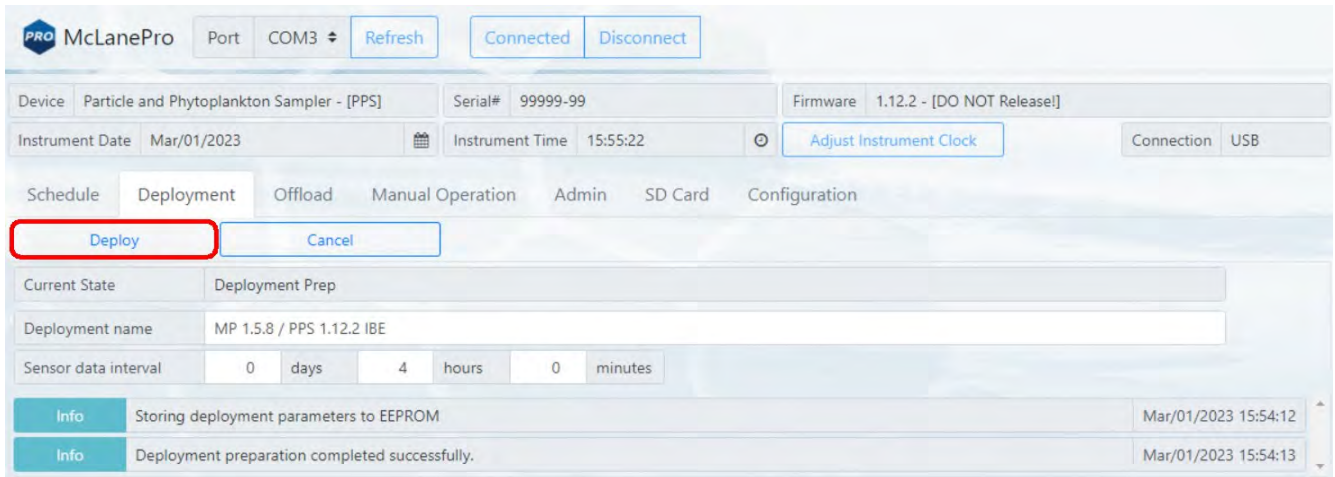 PRO McLanePro Port COM3 Refresh Connected Disconnect
Device Particle and Phytoplankton Sampler - [PPS] Serial# 99999-99 Firmware 1.12.2 - [DO NOT Release!]
Instrument Date Mar/01/2023 Instrument Time 15:55:22 Adjust Instrument Clock Connection USB
Schedule Deployment Offload Manual Operation Admin SD Card Configuration
Deploy Cancel
Current State Deployment Prep
Deployment name MP 1.5.8 / PPS 1.12.2 IBE
Sensor data interval 0 days 4 hours 0 minutes
Info Storing deployment parameters to EEPROM Mar/01/2023 15:54:12
Info Deployment preparation completed successfully. Mar/01/2023 15:54:13